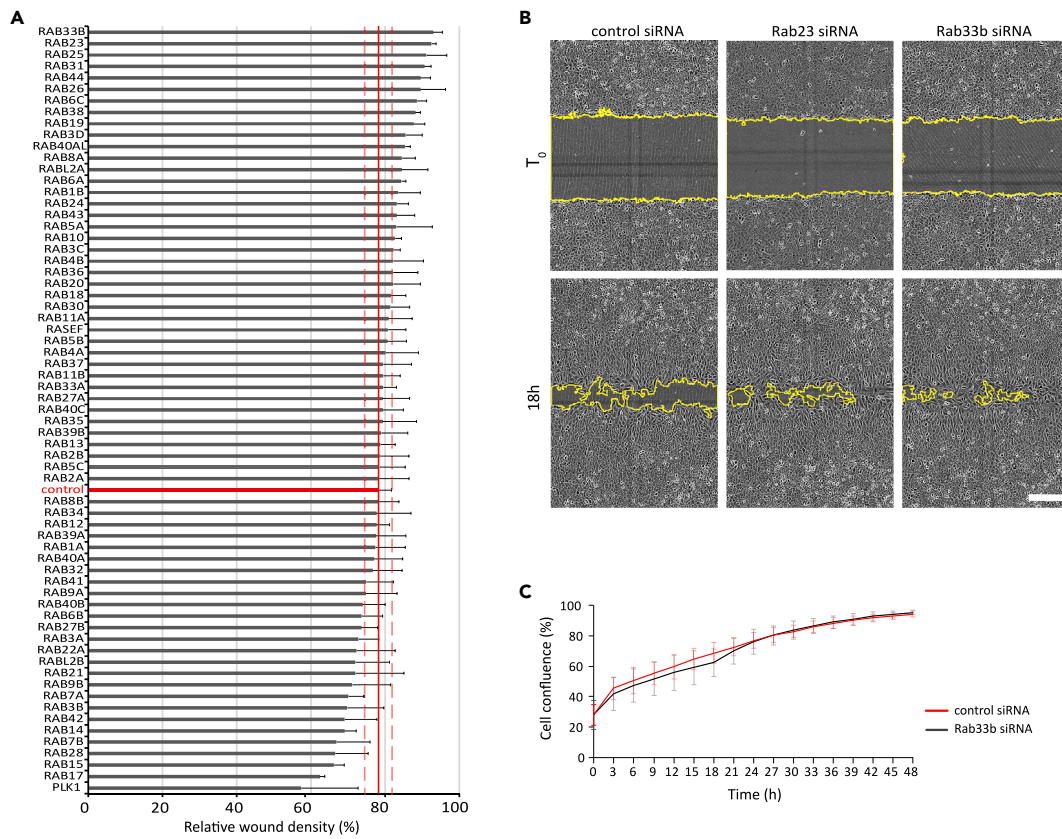 A
RAB33B
RAB23
RAB25
RAB31
RAB44
RAB26
RAB6C
RAB38
RAB19
RAB3D
RAB40AL
RAB8A
RABL2A
RAB6A
RAB1B
RAB24
RAB43
RAB5A
RAB10
RAB3C
RAB4B
RAB36
RAB20
RAB18
RAB30
RAB11A
RASEF
RAB5B
RAB4A
RAB37
RAB11B
RAB33A
RAB27A
RAB40C
RAB35
RAB39B
RAB13
RAB2B
RAB5C
RAB2A
control
RAB8B
RAB34
RAB12
RAB39A
RAB1A
RAB40A
RAB32
RAB41
RAB9A
RAB40B
RAB6B
RAB27B
RAB3A
RAB22A
RABL2B
RAB21
RAB9B
RAB7A
RAB3B
RAB42
RAB14
RAB7B
RAB28
RAB15
RAB17
PLK1
0 20 40 60 80 100
Relative wound density (%)
B
control siRNA Rab23 siRNA Rab33b siRNA
T0
18h
C
Cell confluence (%)
100
80
60
40
20
0
0 3 6 9 12 15 18 21 24 27 30 33 36 39 42 45 48
Time (h)
control siRNA
Rab33b siRNA